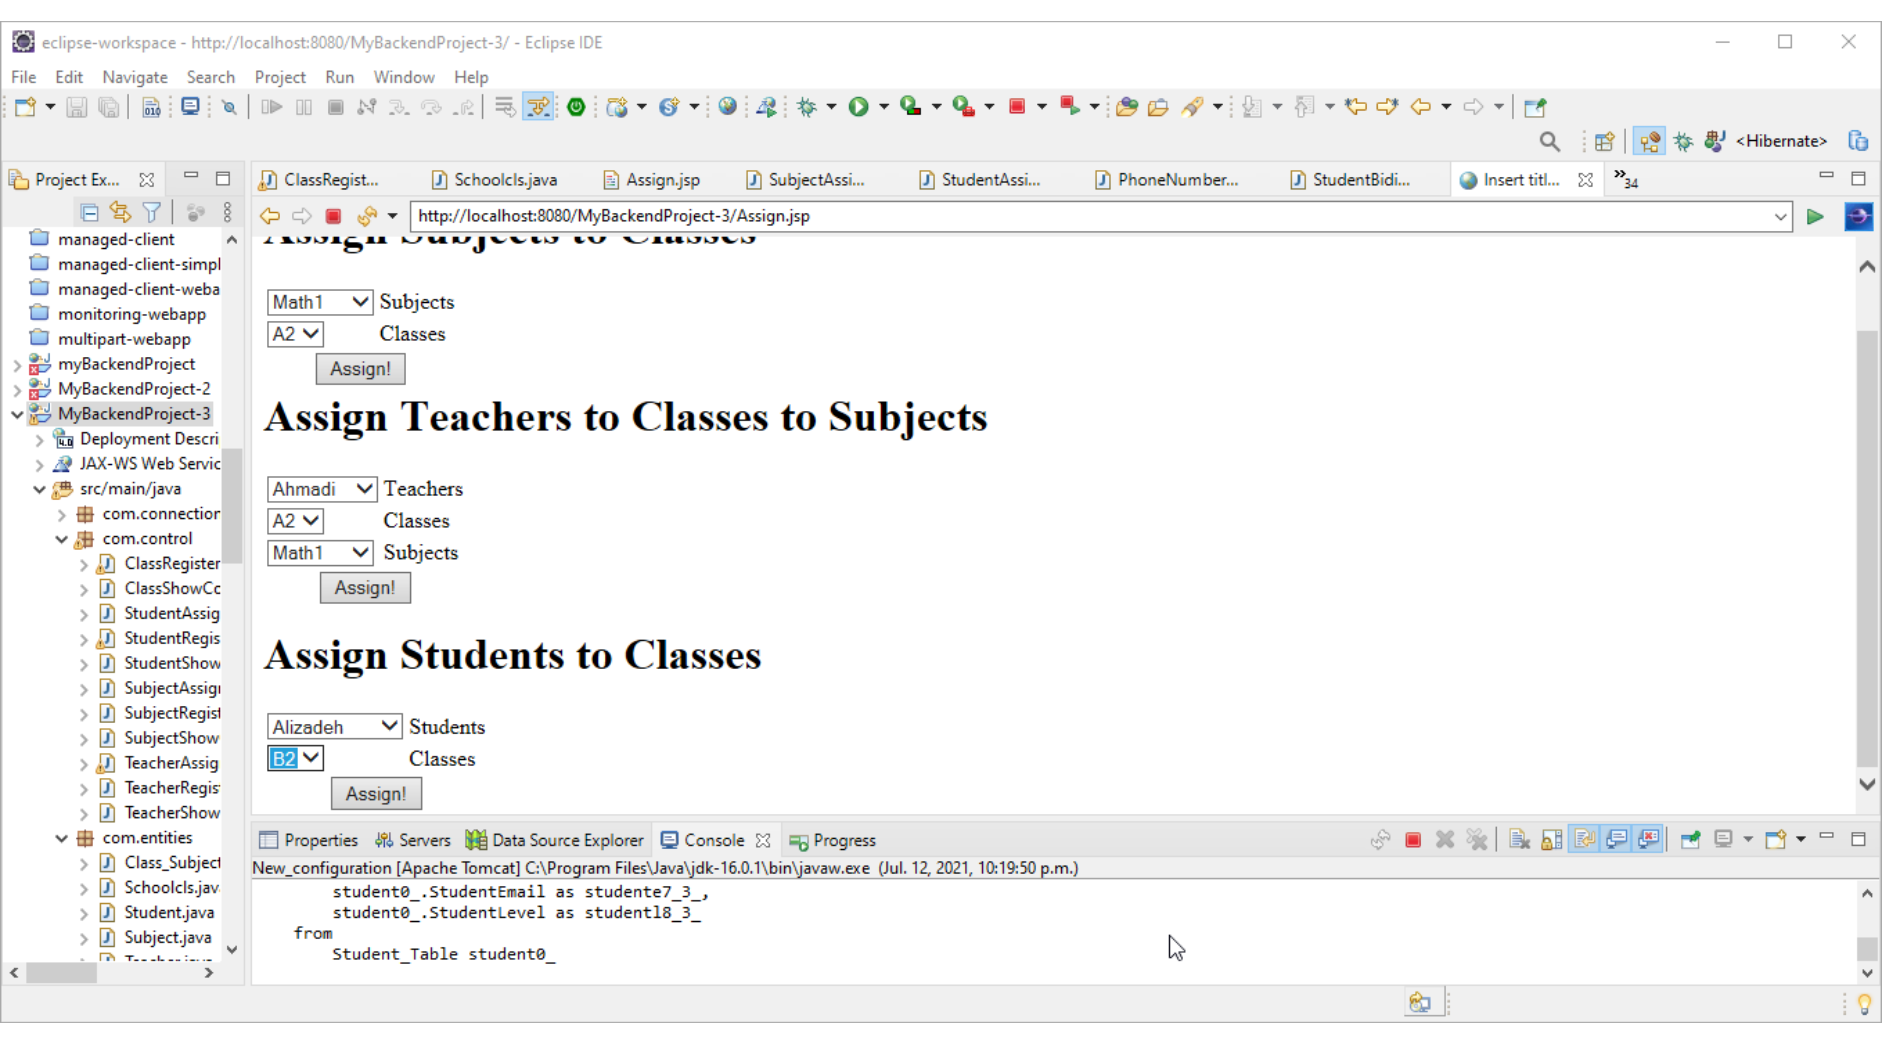 eclipse-workspace - http://localhost:8080/MyBackendProject-3/ - Eclipse IDE
File Edit Navigate Search Project Run Window Help
<Hibernate>
Project Ex...
ClassRegist... Schoolcls.java Assign.jsp SubjectAssi... StudentAssi... PhoneNumber... StudentBidi... Insert titl... »34
http://localhost:8080/MyBackendProject-3/Assign.jsp
managed-client
managed-client-simpl
managed-client-weba
monitoring-webapp
multipart-webapp
myBackendProject
MyBackendProject-2
MyBackendProject-3
Deployment Descri
JAX-WS Web Servic
src/main/java
com.connection
com.control
ClassRegister
ClassShowCo
StudentAssig
StudentRegis
StudentShow
SubjectAssig
SubjectRegist
SubjectShow
TeacherAssig
TeacherRegis
TeacherShow
com.entities
Class_Subject
Schoolcls.jav
Student.java
Subject.java
Teacher.java
Assign Subjects to Classes
Math1 Subjects
A2 Classes
Assign!
Assign Teachers to Classes to Subjects
Ahmadi Teachers
A2 Classes
Math1 Subjects
Assign!
Assign Students to Classes
Alizadeh Students
B2 Classes
Assign!
Properties Servers Data Source Explorer Console Progress
New_configuration [Apache Tomcat] C:\Program Files\Java\jdk-16.0.1\bin\javaw.exe (Jul. 12, 2021, 10:19:50 p.m.)
student0_.StudentEmail as studente7_3_,
student0_.StudentLevel as studentl8_3_
from
Student_Table student0_